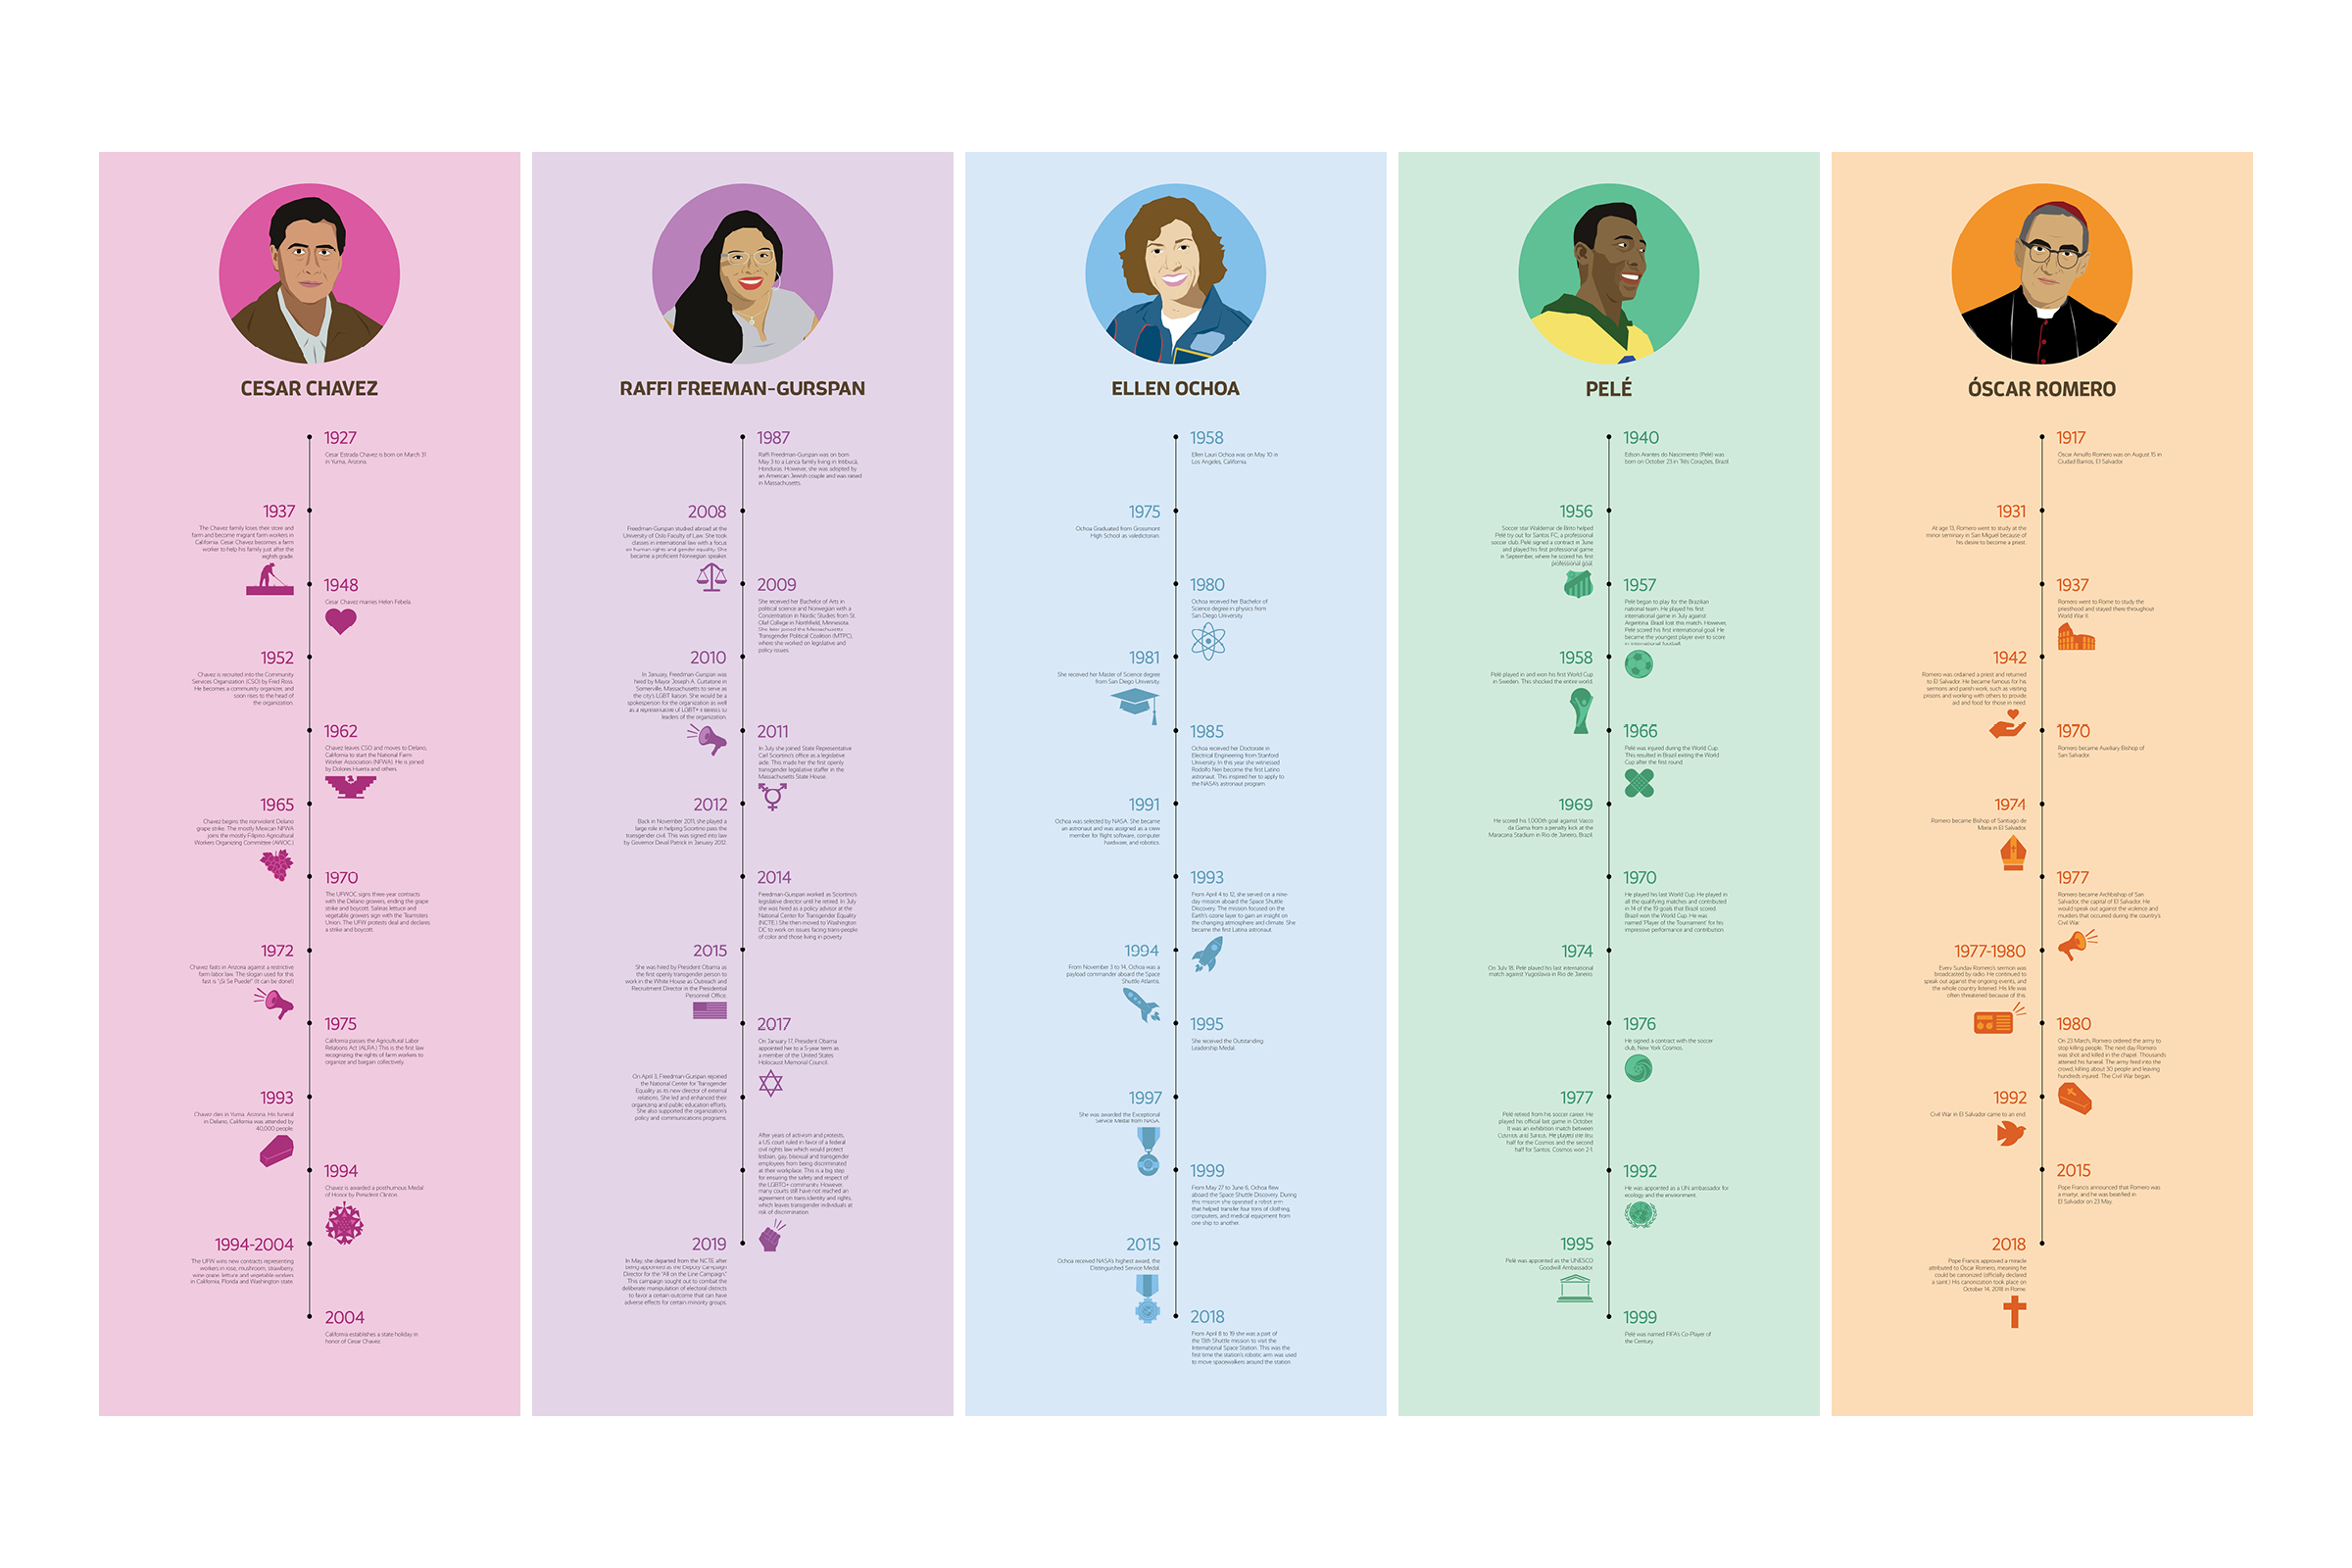 CESAR CHAVEZ
1927
Cesar Estrada Chavez is born on March 31
in Yuma, Arizona.
1937
The Chavez family loses their store and
farm and become migrant farm workers in
California. Cesar Chavez becomes a farm
worker to help his family just after the
eighth grade.
1948
Cesar Chavez marries Helen Febela.
1952
Chavez is recruited into the Community
Services Organization (CSO) by Fred Ross.
He becomes a community organizer, and
soon rises to the head of
the organization.
1962
Chavez leaves CSO and moves to Delano,
California to start the National Farm
Worker Association (NFWA). He is joined
by Dolores Huerta and others.
1965
Chavez begins the nonviolent Delano
grape strike. The mostly Mexican NFWA
joins the mostly Filipino Agricultural
Workers Organizing Committee (AWOC.)
1970
The UFWOC signs three-year contracts
with the Delano growers, ending the grape
strike and boycott. Salinas lettuce and
vegetable growers sign with the Teamsters
Union. The UFW protests deal and declares
a strike and boycott.
1972
Chavez fasts in Arizona against a restrictive
farm labor law. The slogan used for this
fast is "¡Si Se Puede!" (It can be done!)
1975
California passes the Agricultural Labor
Relations Act (ALRA.) This is the first law
recognizing the rights of farm workers to
organize and bargain collectively.
1993
Chavez dies in Yuma, Arizona. His funeral
in Delano, California was attended by
40,000 people.
1994
Chavez is awarded a posthumous Medal
of Honor by President Clinton.
1994-2004
The UFW wins new contracts representing
workers in rose, mushroom, strawberry,
wine grape, lettuce and vegetable workers
in California, Florida and Washington state.
2004
California establishes a state holiday in
honor of Cesar Chavez.
RAFFI FREEMAN-GURSPAN
1987
Raffi Freedman-Gurspan was on born
May 3 to a Lenca family living in Intibucá,
Honduras. However, she was adopted by
an American Jewish couple and was raised
in Massachusetts.
2008
Freedman-Gurspan studied abroad at the
University of Oslo Faculty of Law. She took
classes in international law with a focus
on human rights and gender equality. She
became a proficient Norwegian speaker.
2009
She received her Bachelor of Arts in
political science and Norwegian with a
Concentration in Nordic Studies from St.
Olaf College in Northfield, Minnesota.
She later joined the Massachusetts
Transgender Political Coalition (MTPC),
where she worked on legislative and
policy issues.
2010
In January, Freedman-Gurspan was
hired by Mayor Joseph A. Curtatone in
Somerville, Massachusetts to serve as
the city's LGBT liaison. She would be a
spokesperson for the organization as well
as a representative of LGBT+ interests to
leaders of the organization.
2011
In July she joined State Representative
Carl Sciortino's office as a legislative
aide. This made her the first openly
transgender legislative staffer in the
Massachusetts State House.
2012
Back in November 2011, she played a
large role in helping Sciortino pass the
transgender civil. This was signed into law
by Governor Deval Patrick in January 2012.
2014
Freedman-Gurspan worked as Sciortino's
legislative director until he retired. In July
she was hired as a policy advisor at the
National Center for Transgender Equality
(NCTE.) She then moved to Washington
DC to work on issues facing trans-people
of color and those living in poverty.
2015
She was hired by President Obama as
the first openly transgender person to
work in the White House as Outreach and
Recruitment Director in the Presidential
Personnel Office.
2017
On January 17, President Obama
appointed her to a 5-year term as
a member of the United States
Holocaust Memorial Council.
On April 3, Freedman-Gurspan rejoined
the National Center for Transgender
Equality as its new director of external
relations. She led and enhanced their
organizing and public education efforts.
She also supported the organization's
policy and communications programs.
After years of activism and protests,
a US court ruled in favor of a federal
civil rights law which would protect
lesbian, gay, bisexual and transgender
employees from being discriminated
at their workplace. This is a big step
for ensuring the safety and respect of
the LGBTQ+ community. However,
many courts still have not reached an
agreement on trans identity and rights,
which leaves transgender individuals at
risk of discrimination.
2019
In May, she departed from the NCTE after
being appointed as the Deputy Campaign
Director for the "All on the Line Campaign."
This campaign sought out to combat the
deliberate manipulation of electoral districts
to favor a certain outcome that can have
adverse effects for certain minority groups.
ELLEN OCHOA
1958
Ellen Lauri Ochoa was on May 10 in
Los Angeles, California.
1975
Ochoa Graduated from Grossmont
High School as valedictorian.
1980
Ochoa received her Bachelor of
Science degree in physics from
San Diego University.
1981
She received her Master of Science degree
from San Diego University.
1985
Ochoa received her Doctorate in
Electrical Engineering from Stanford
University. In this year she witnessed
Rodolfo Neri become the first Latino
astronaut. This inspired her to apply to
the NASA's astronaut program.
1991
Ochoa was selected by NASA. She became
an astronaut and was assigned as a crew
member for flight software, computer
hardware, and robotics.
1993
From April 4 to 12, she served on a nine-
day mission aboard the Space Shuttle
Discovery. The mission focused on the
Earth's ozone layer to gain an insight on
the changing atmosphere and climate. She
became the first Latina astronaut.
1994
From November 3 to 14, Ochoa was a
payload commander aboard the Space
Shuttle Atlantis.
1995
She received the Outstanding
Leadership Medal.
1997
She was awarded the Exceptional
Service Medal from NASA.
1999
From May 27 to June 6, Ochoa flew
aboard the Space Shuttle Discovery. During
this mission she operated a robot arm
that helped transfer four tons of clothing,
computers, and medical equipment from
one ship to another.
2015
Ochoa received NASA's highest award, the
Distinguished Service Medal.
2018
From April 8 to 19 she was a part of
the 13th Shuttle mission to visit the
International Space Station. This was the
first time the station's robotic arm was used
to move spacewalkers around the station.
PELÉ
1940
Edson Arantes do Nascimento (Pelé) was
born on October 23 in Três Corações, Brazil.
1956
Soccer star Waldemar de Brito helped
Pelé try out for Santos FC, a professional
soccer club. Pelé signed a contract in June
and played his first professional game
in September, where he scored his first
professional goal.
1957
Pelé began to play for the Brazilian
national team. He played his first
international game in July against
Argentina. Brazil lost this match. However,
Pelé scored his first international goal. He
became the youngest player ever to score
in international football.
1958
Pelé played in and won his first World Cup
in Sweden. This shocked the entire world.
1966
Pelé was injured during the World Cup.
This resulted in Brazil exiting the World
Cup after the first round.
1969
He scored his 1,000th goal against Vasco
da Gama from a penalty kick at the
Maracana Stadium in Rio de Janeiro, Brazil.
1970
He played his last World Cup. He played in
all the qualifying matches and contributed
in 14 of the 19 goals that Brazil scored.
Brazil won the World Cup. He was
named 'Player of the Tournament' for his
impressive performance and contribution.
1974
On July 18, Pelé played his last international
match against Yugoslavia in Rio de Janeiro.
1976
He signed a contract with the soccer
club, New York Cosmos.
1977
Pelé retired from his soccer career. He
played his official last game in October.
It was an exhibition match between
Cosmos and Santos. He played the first
half for the Cosmos and the second
half for Santos. Cosmos won 2-1.
1992
He was appointed as a UN ambassador for
ecology and the environment.
1995
Pelé was appointed as the UNESCO
Goodwill Ambassador.
1999
Pelé was named FIFA's Co-Player of
the Century.
ÓSCAR ROMERO
1917
Óscar Arnulfo Romero was on August 15 in
Ciudad Barrios, El Salvador.
1931
At age 13, Romero went to study at the
minor seminary in San Miguel because of
his desire to become a priest.
1937
Romero went to Rome to study the
priesthood and stayed there throughout
World War II.
1942
Romero was ordained a priest and returned
to El Salvador. He became famous for his
sermons and parish work, such as visiting
prisons and working with others to provide
aid and food for those in need.
1970
Romero became Auxiliary Bishop of
San Salvador.
1974
Romero became Bishop of Santiago de
Maria in El Salvador.
1977
Romero became Archbishop of San
Salvador, the capital of El Salvador. He
would speak out against the violence and
murders that occurred during the country's
Civil War.
1977-1980
Every Sunday Romero's sermon was
broadcasted by radio. He continued to
speak out against the ongoing events, and
the whole country listened. His life was
often threatened because of this.
1980
On 23 March, Romero ordered the army to
stop killing people. The next day Romero
was shot and killed in the chapel. Thousands
attened his funeral. The army fired into the
crowd, killing about 30 people and leaving
hundreds injured. The Civil War began.
1992
Civil War in El Salvador came to an end.
2015
Pope Francis announced that Romero was
a martyr, and he was beatified in
El Salvador on 23 May.
2018
Pope Francis approved a miracle
attributed to Oscar Romero, meaning he
could be canonized (officially declared
a saint.) His canonization took place on
October 14, 2018 in Rome.